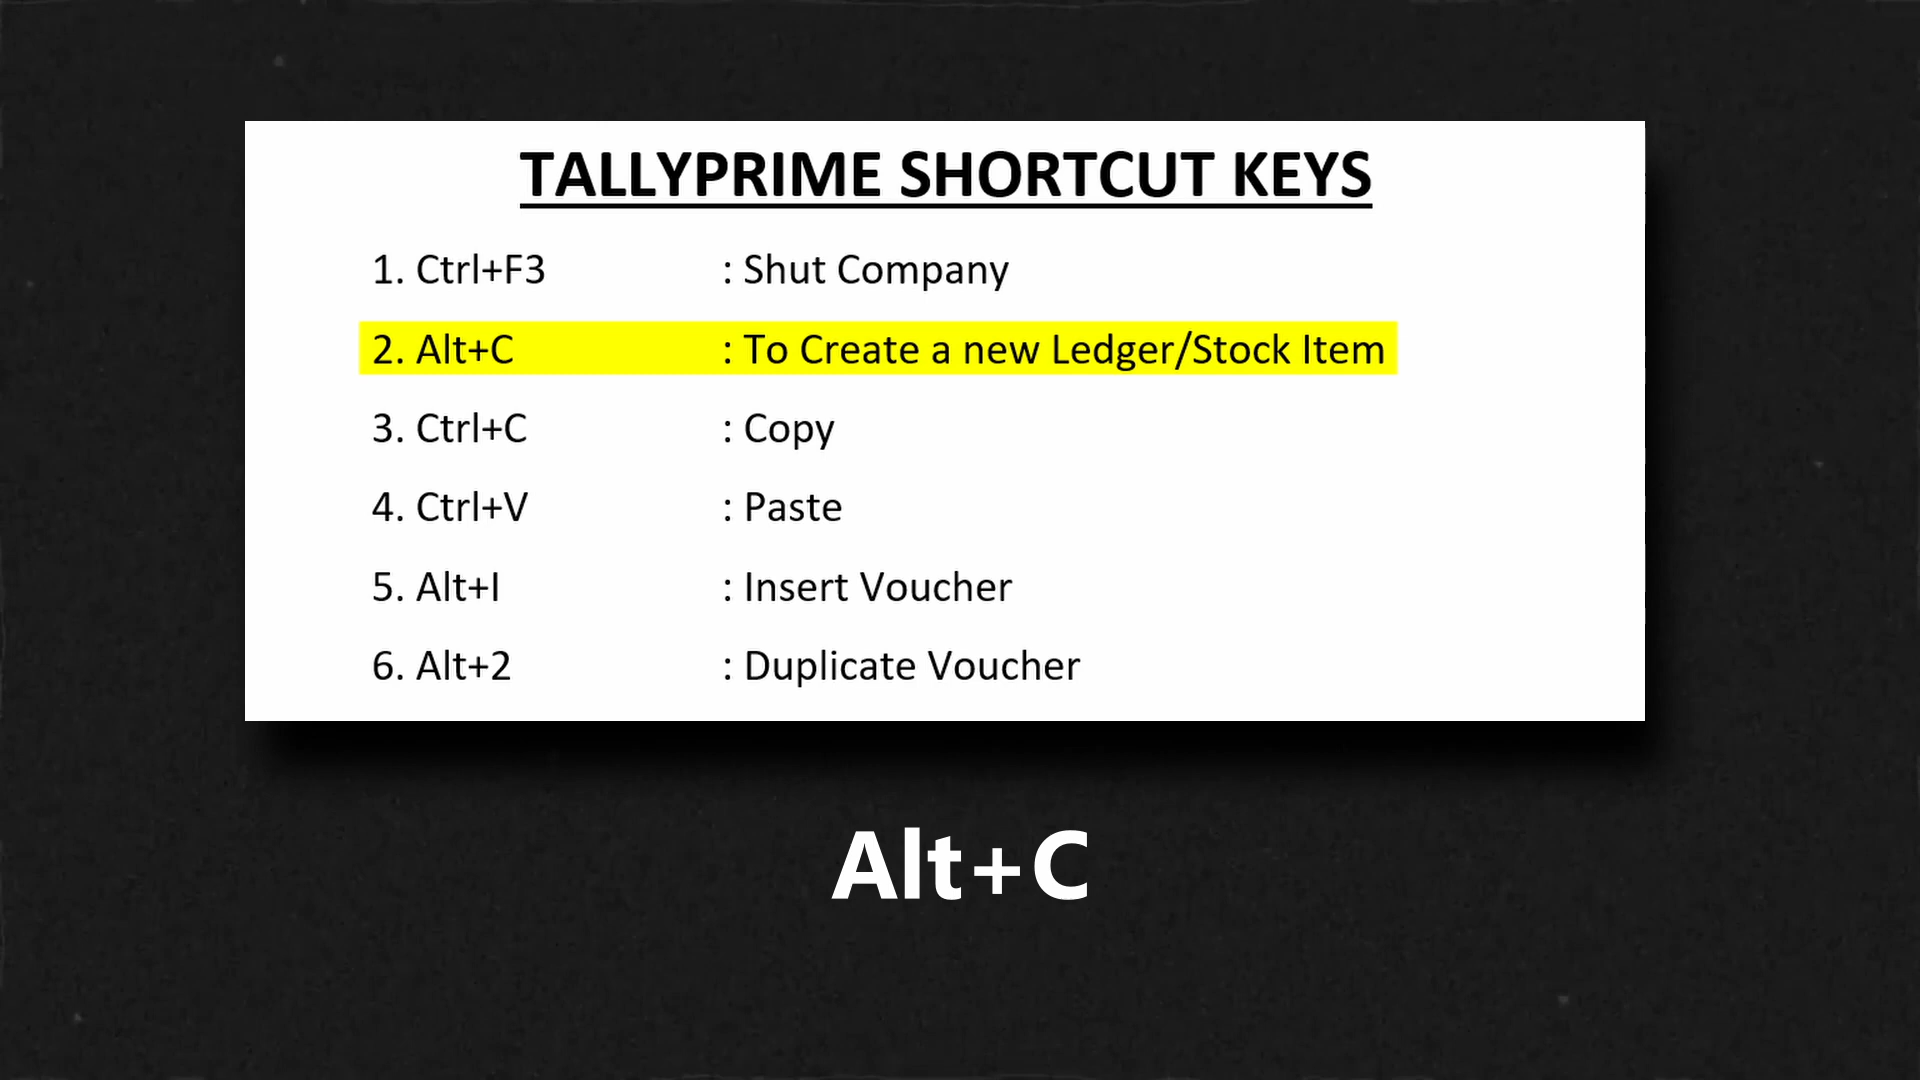 TALLYPRIME SHORTCUT KEYS
1. Ctrl+F3 : Shut Company
2. Alt+C : To Create a new Ledger/Stock Item
3. Ctrl+C : Copy
4. Ctrl+V : Paste
5. Alt+I : Insert Voucher
6. Alt+2 : Duplicate Voucher
Alt+C